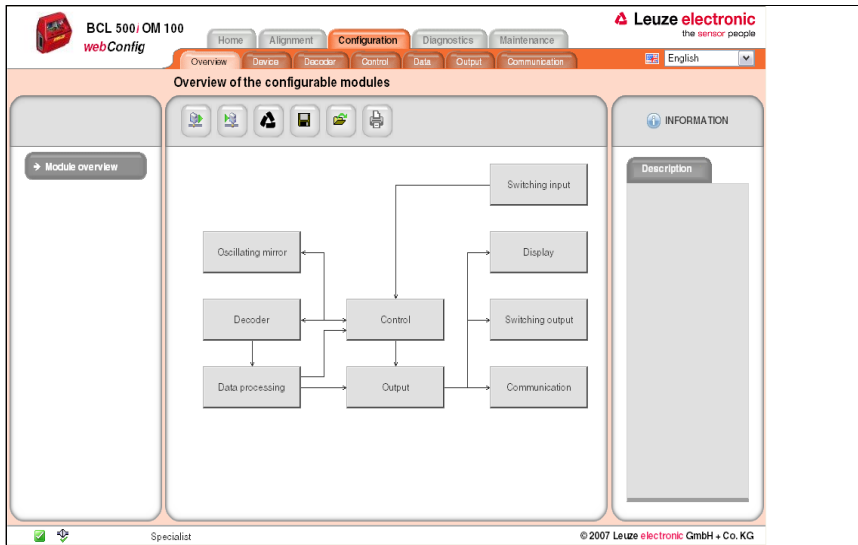 BCL 500i OM 100
webConfig
Home
Alignment
Configuration
Diagnostics
Maintenance
Leuze electronic
the sensor people
Overview
Device
Decoder
Control
Data
Output
Communication
English
Overview of the configurable modules
INFORMATION
Module overview
Description
Switching input
Oscillating mirror
Display
Decoder
Control
Switching output
Data processing
Output
Communication
Specialist
© 2007 Leuze electronic GmbH + Co. KG